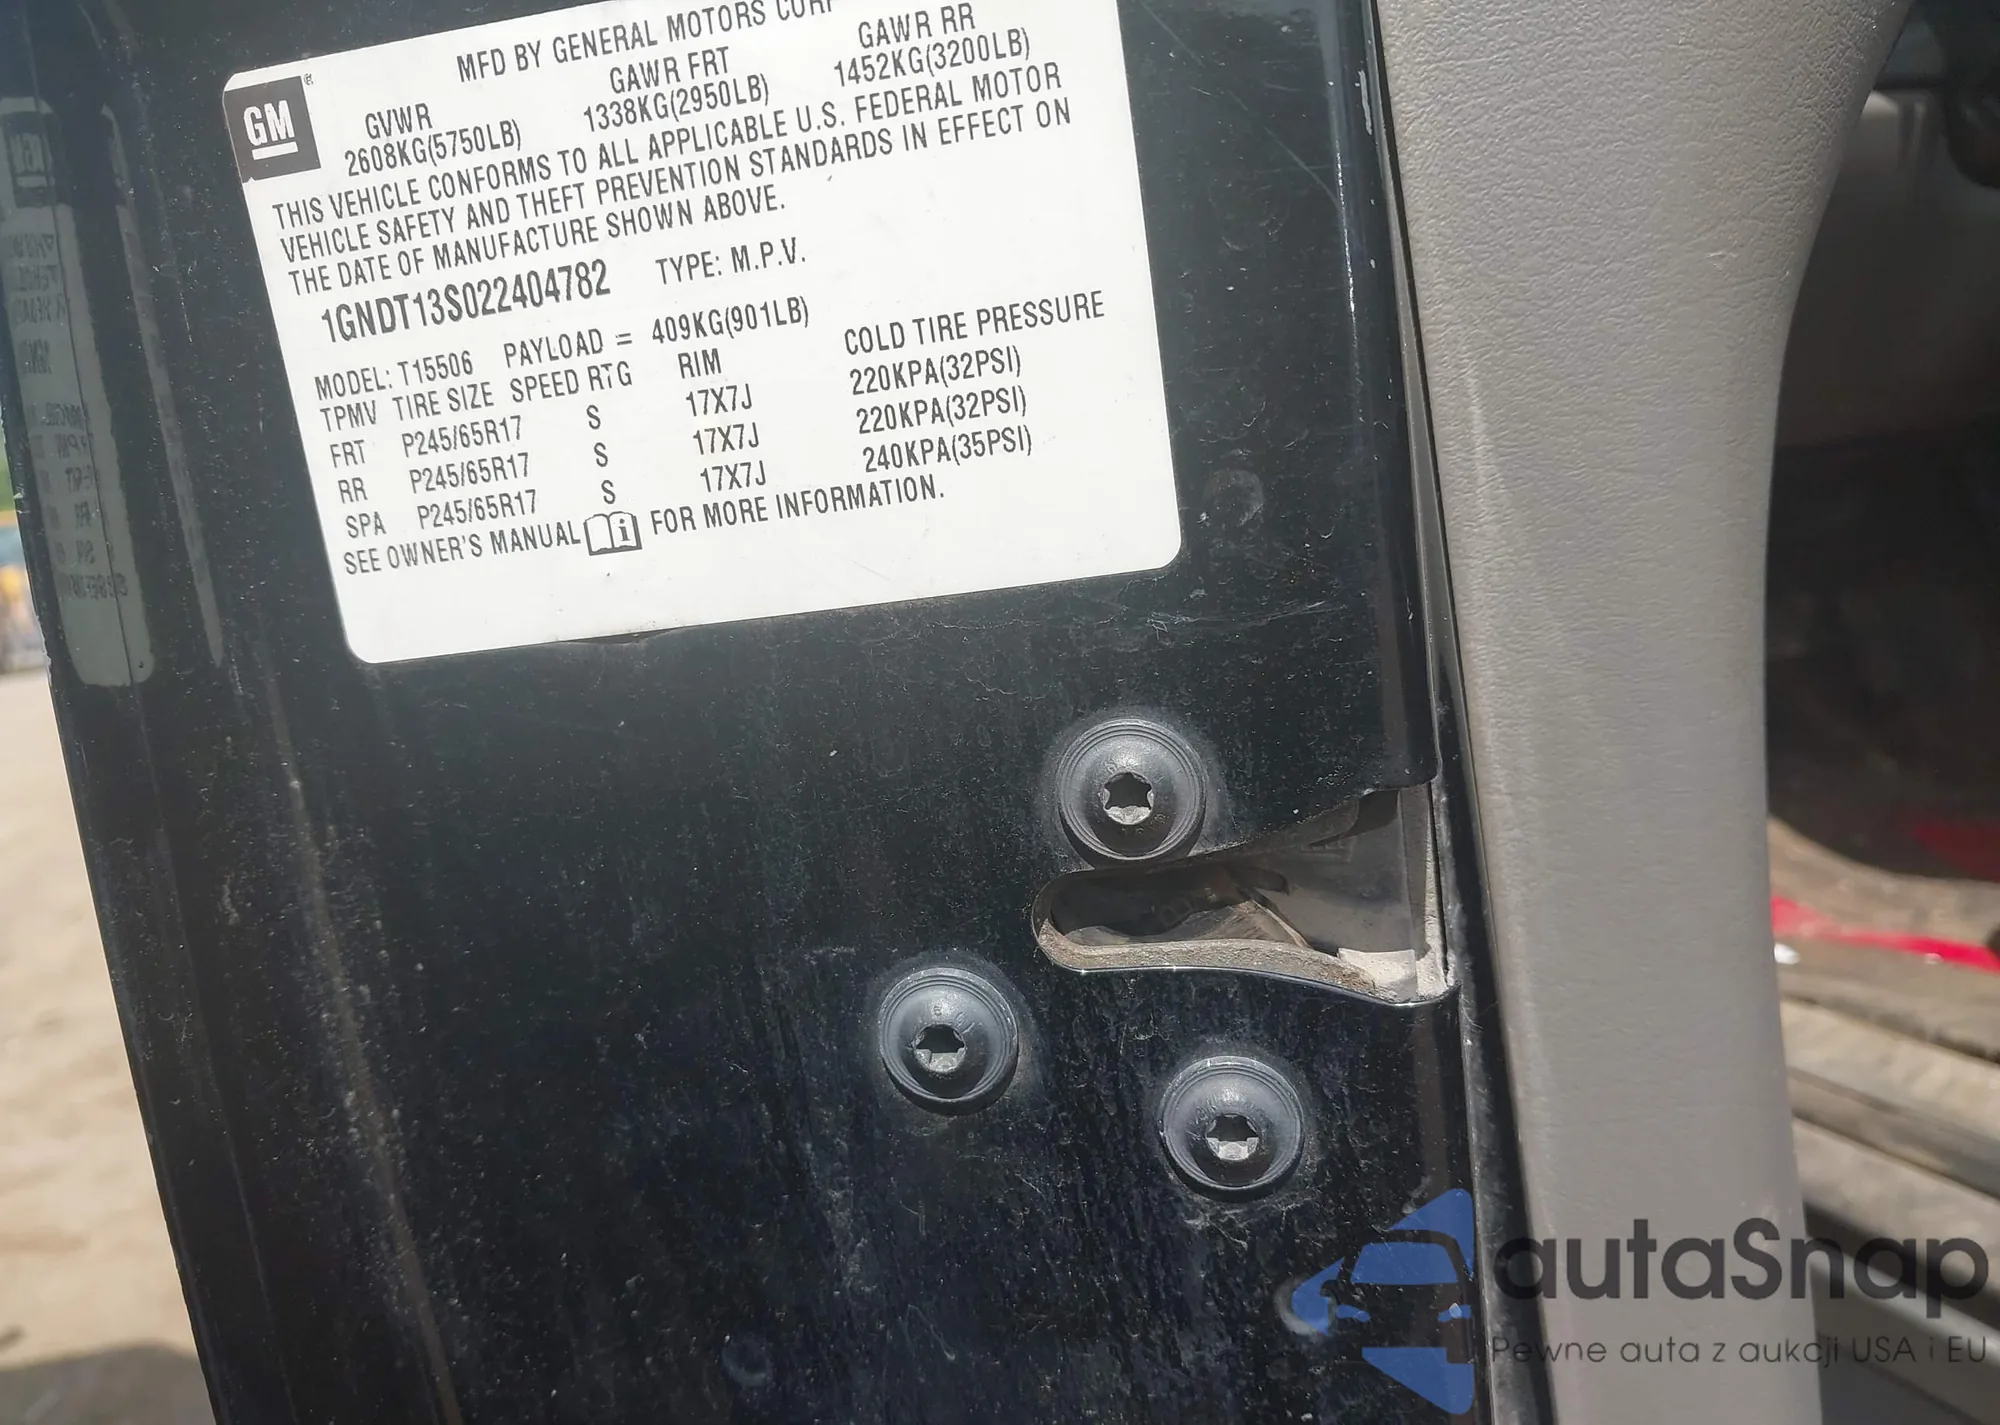 MFD BY GENERAL MOTORS CORP
GM
GVWR GAWR FRT GAWR RR
2608KG(5750LB) 1338KG(2950LB) 1452KG(3200LB)
THIS VEHICLE CONFORMS TO ALL APPLICABLE U.S. FEDERAL MOTOR
VEHICLE SAFETY AND THEFT PREVENTION STANDARDS IN EFFECT ON
THE DATE OF MANUFACTURE SHOWN ABOVE.
1GNDT13S022404782 TYPE: M.P.V.
MODEL: T15506 PAYLOAD = 409KG(901LB)
TPMV TIRE SIZE SPEED RTG RIM COLD TIRE PRESSURE
FRT P245/65R17 S 17X7J 220KPA(32PSI)
RR P245/65R17 S 17X7J 220KPA(32PSI)
SPA P245/65R17 S 17X7J 240KPA(35PSI)
SEE OWNER'S MANUAL i FOR MORE INFORMATION.
autaSnap
Pewne auta z aukcji USA i EU